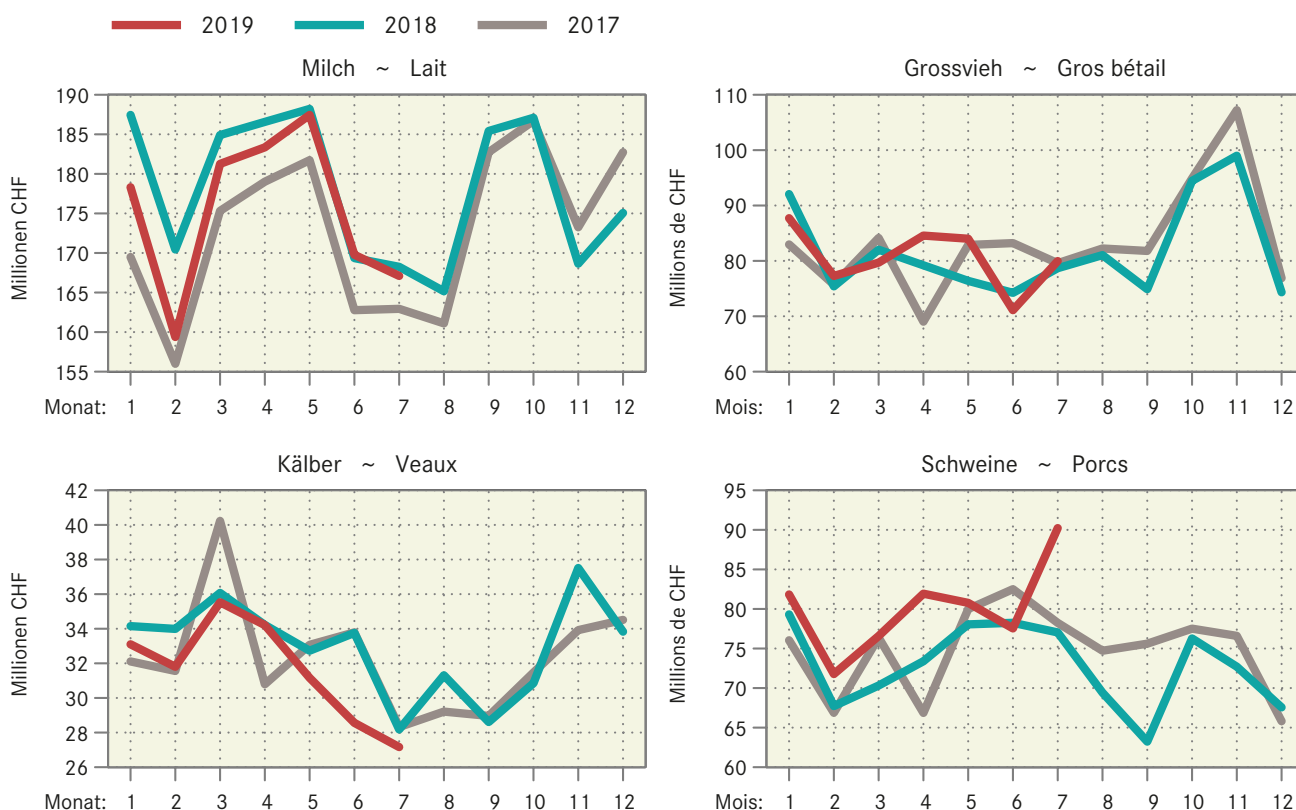 2019 2018 2017
Milch ~ Lait
Millionen CHF
190
185
180
175
170
165
160
155
Monat: 1 2 3 4 5 6 7 8 9 10 11 12
Grossvieh ~ Gros bétail
Millions de CHF
110
100
90
80
70
60
Mois: 1 2 3 4 5 6 7 8 9 10 11 12
Kälber ~ Veaux
Millionen CHF
42
40
38
36
34
32
30
28
26
Monat: 1 2 3 4 5 6 7 8 9 10 11 12
Schweine ~ Porcs
Millions de CHF
95
90
85
80
75
70
65
60
Mois: 1 2 3 4 5 6 7 8 9 10 11 12